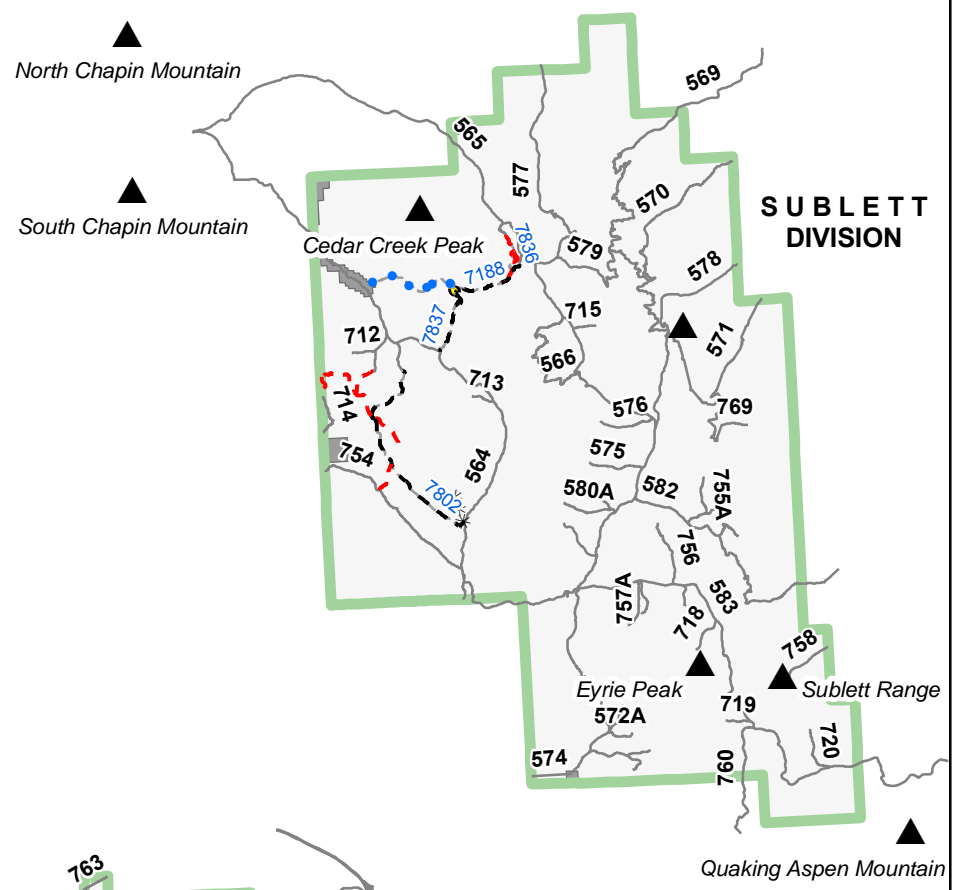 North Chapin Mountain
569
565
577
570
SUBLETT
DIVISION
South Chapin Mountain
Cedar Creek Peak
7836
579
7188
578
715
7837
712
571
566
713
714
576
769
575
754
564
580A
582
755A
7802
756
757A
583
718
758
Eyrie Peak
Sublett Range
719
572A
720
574
760
763
Quaking Aspen Mountain